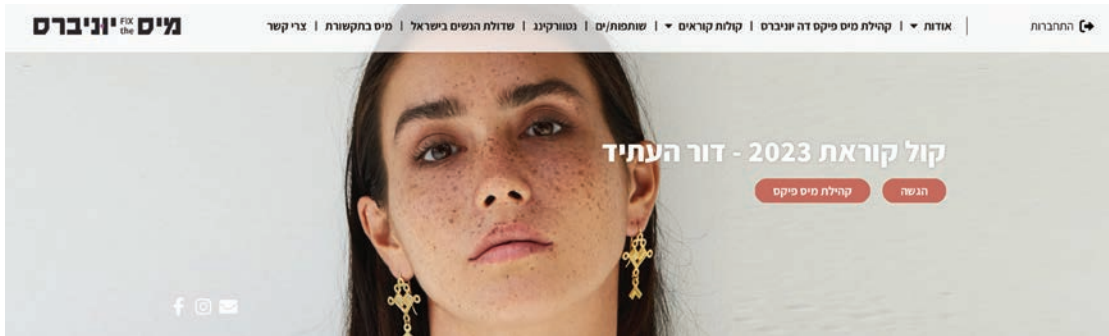 התחברות
אודות | קהילת מיס פיקס דה יוניברס | קולות קוראים | שותפות/ים | נטוורקינג | שדולת הנשים בישראל | מיס בתקשורת | צרי קשר
מיס FIX the יוניברס
קול קוראת 2023 - דור העתיד
הגשה
קהילת מיס פיקס